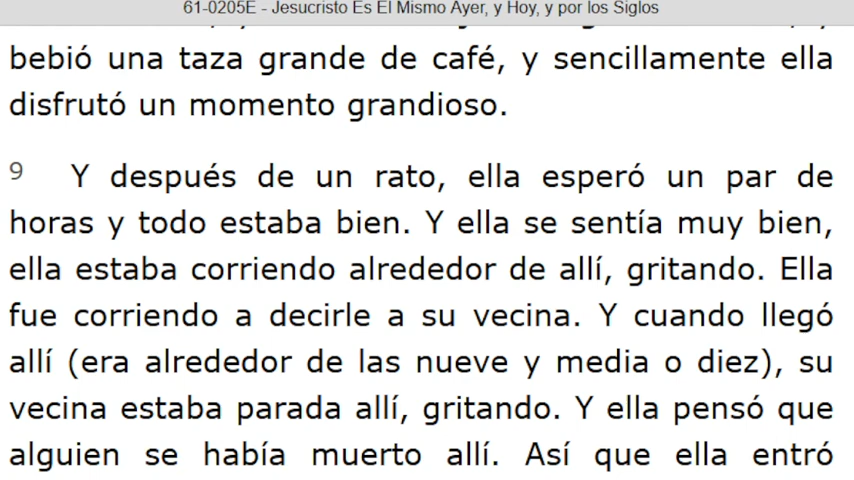 61-0205E - Jesucristo Es El Mismo Ayer, y Hoy, y por los Siglos
bebió una taza grande de café, y sencillamente ella
disfrutó un momento grandioso.
9 Y después de un rato, ella esperó un par de
horas y todo estaba bien. Y ella se sentía muy bien,
ella estaba corriendo alrededor de allí, gritando. Ella
fue corriendo a decirle a su vecina. Y cuando llegó
allí (era alrededor de las nueve y media o diez), su
vecina estaba parada allí, gritando. Y ella pensó que
alguien se había muerto allí. Así que ella entró